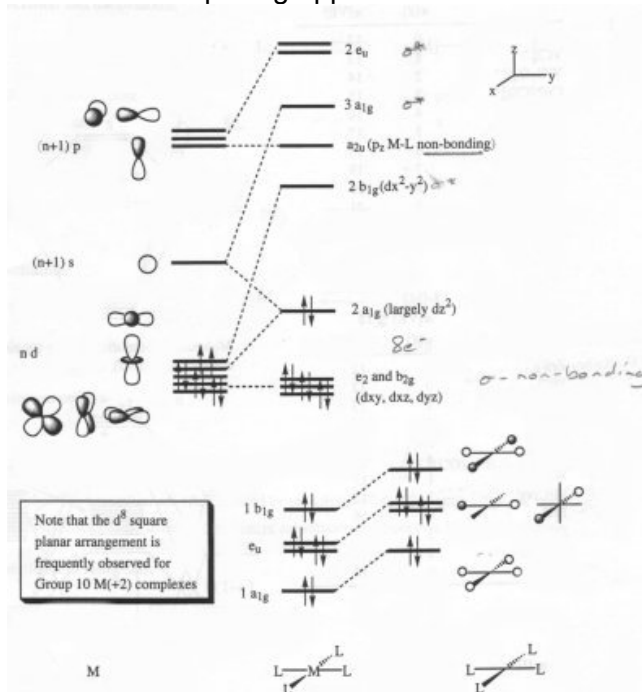 2 eᵤ σ*
z
y
x
3 a₁g σ*
(n+1) p
a₂ᵤ (pz M-L non-bonding)
2 b₁g (dx²-y²) σ*
(n+1) s
2 a₁g (largely dz²)
8e⁻
n d
e₂ and b₂g
(dxy, dxz, dyz)
σ-non-bonding
1 b₁g
eᵤ
1 a₁g
Note that the d⁸ square
planar arrangement is
frequently observed for
Group 10 M(+2) complexes
M
L
L M L
L
L
L L
L